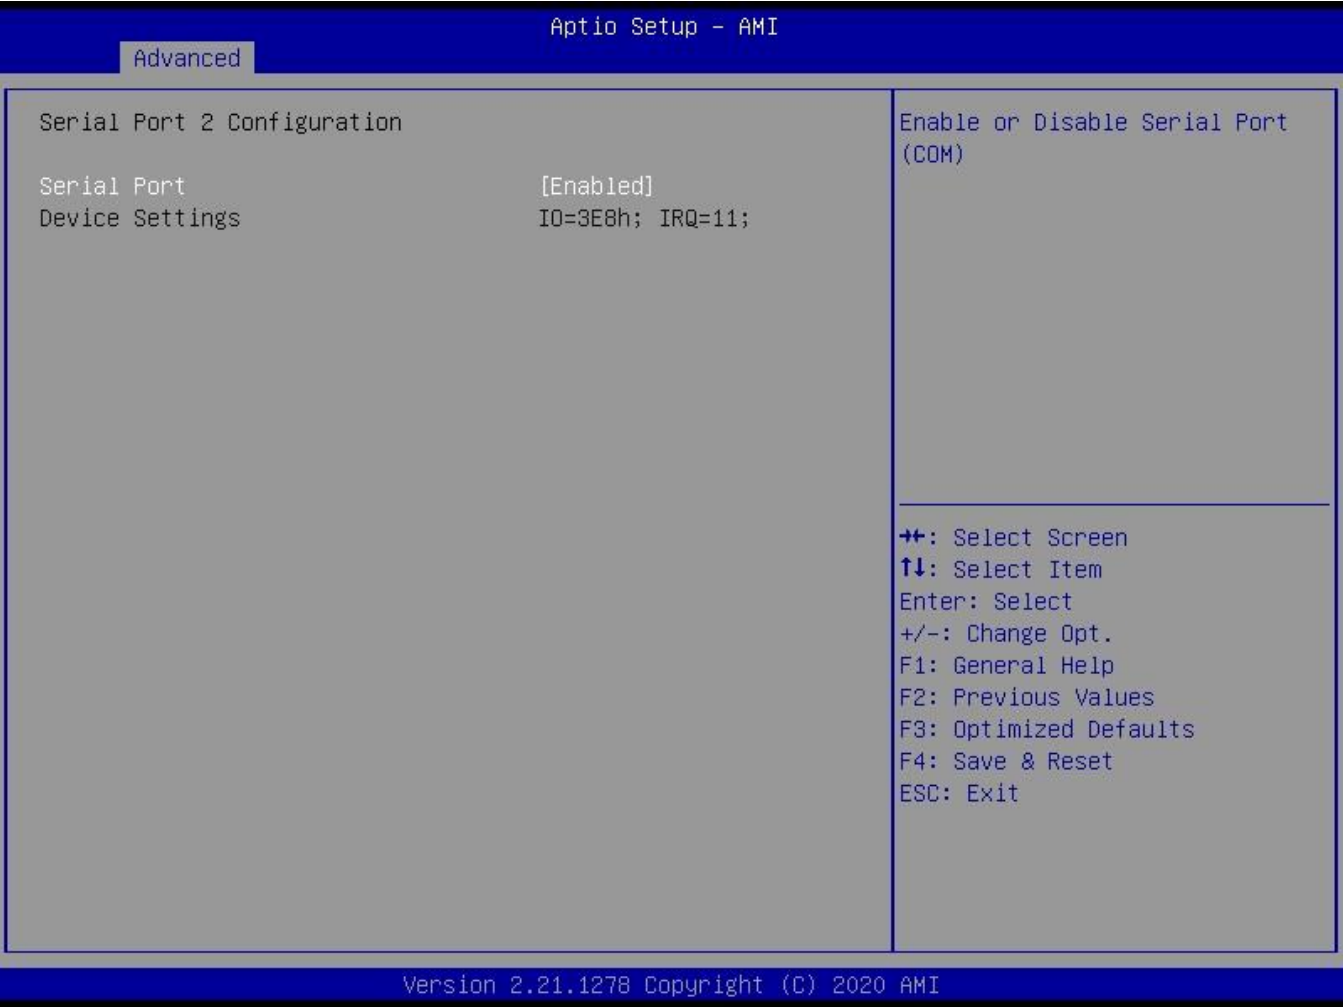 Aptio Setup – AMI
Advanced
Serial Port 2 Configuration
Serial Port [Enabled]
Device Settings IO=3E8h; IRQ=11;
Enable or Disable Serial Port
(COM)
→←: Select Screen
↑↓: Select Item
Enter: Select
+/-: Change Opt.
F1: General Help
F2: Previous Values
F3: Optimized Defaults
F4: Save & Reset
ESC: Exit
Version 2.21.1278 Copyright (C) 2020 AMI